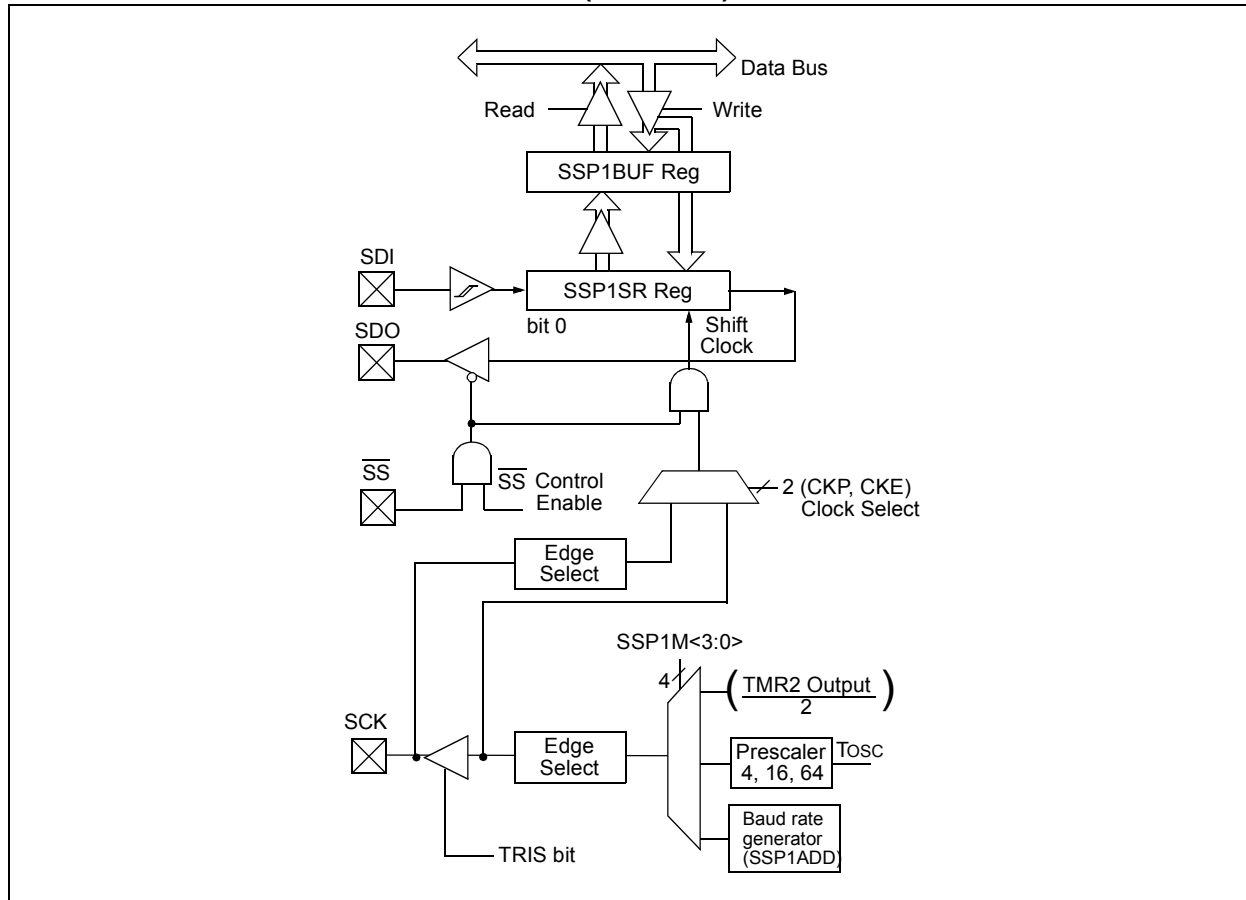 Data Bus
Read
Write
SSP1BUF Reg
SDI
SSP1SR Reg
bit 0
Shift
Clock
SDO
SS
SS Control
Enable
2 (CKP, CKE)
Clock Select
Edge
Select
SSP1M<3:0>
4
(TMR2 Output)
2
SCK
Edge
Select
Prescaler
4, 16, 64
TOSC
Baud rate
generator
(SSP1ADD)
TRIS bit